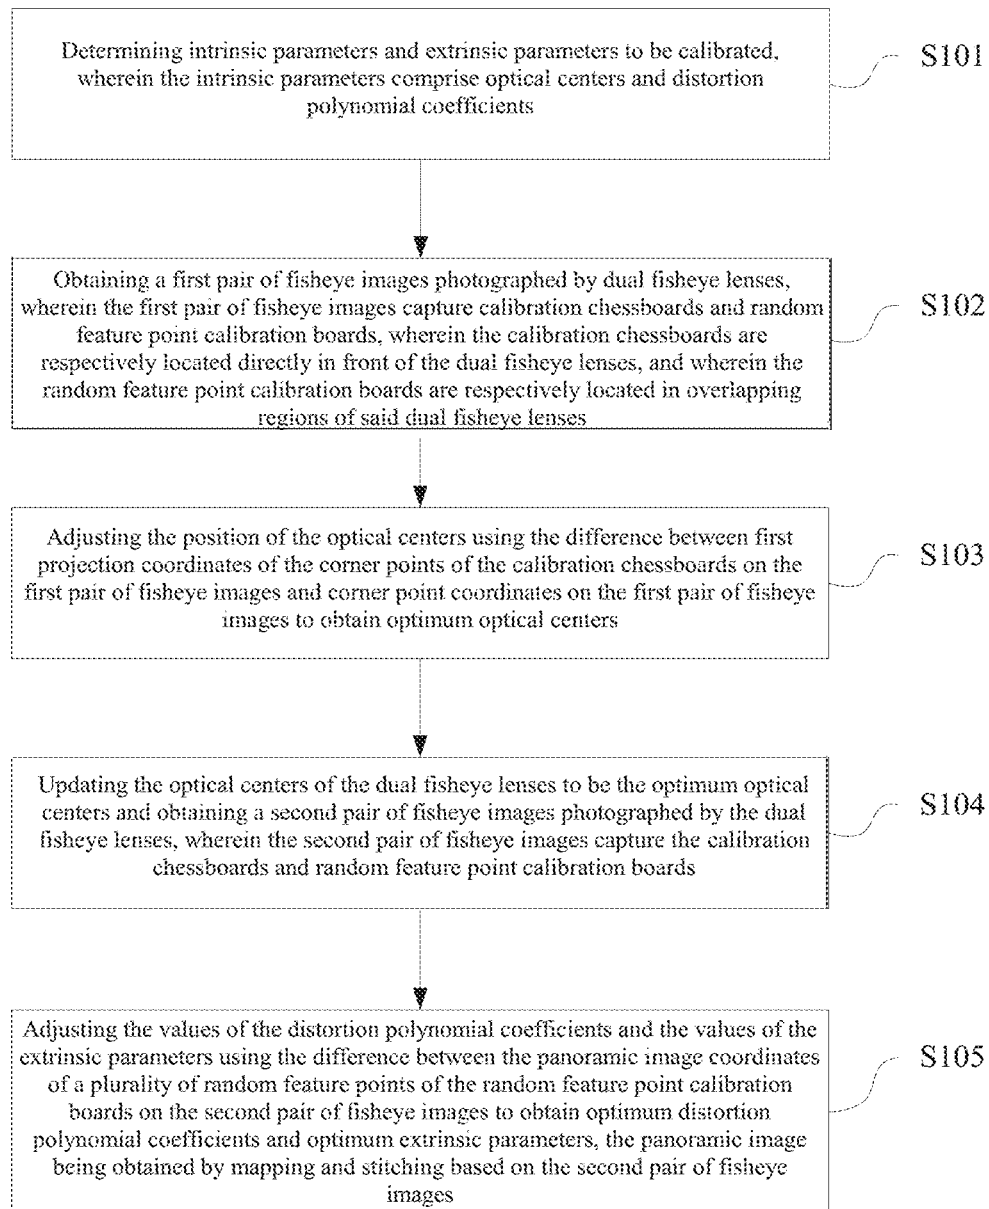 Determining intrinsic parameters and extrinsic parameters to be calibrated,
wherein the intrinsic parameters comprise optical centers and distortion
polynomial coefficients
S101
Obtaining a first pair of fisheye images photographed by dual fisheye lenses,
wherein the first pair of fisheye images capture calibration chessboards and random
feature point calibration boards, wherein the calibration chessboards are
respectively located directly in front of the dual fisheye lenses, and wherein the
random feature point calibration boards are respectively located in overlapping
regions of said dual fisheye lenses
S102
Adjusting the position of the optical centers using the difference between first
projection coordinates of the corner points of the calibration chessboards on the
first pair of fisheye images and corner point coordinates on the first pair of fisheye
images to obtain optimum optical centers
S103
Updating the optical centers of the dual fisheye lenses to be the optimum optical
centers and obtaining a second pair of fisheye images photographed by the dual
fisheye lenses, wherein the second pair of fisheye images capture the calibration
chessboards and random feature point calibration boards
S104
Adjusting the values of the distortion polynomial coefficients and the values of the
extrinsic parameters using the difference between the panoramic image coordinates
of a plurality of random feature points of the random feature point calibration
boards on the second pair of fisheye images to obtain optimum distortion
polynomial coefficients and optimum extrinsic parameters, the panoramic image
being obtained by mapping and stitching based on the second pair of fisheye
images
S105